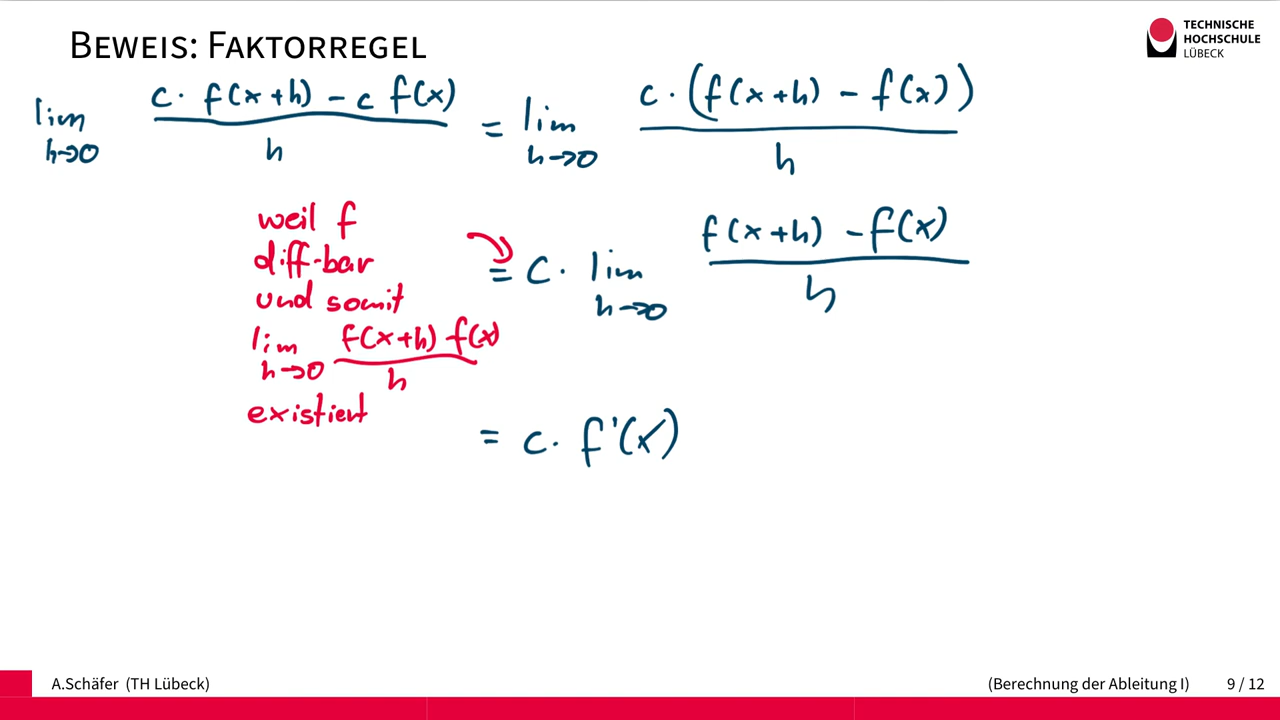 BEWEIS: FAKTORREGEL
TECHNISCHE
HOCHSCHULE
LÜBECK
lim h→0 c · f(x+h) - c f(x) / h = lim h→0 c · (f(x+h) - f(x)) / h
weil f
diff-bar
und somit
lim h→0 f(x+h) f(x) / h
existiert
= c · lim h→0 f(x+h) - f(x) / h
= c · f'(x)
A.Schäfer (TH Lübeck)
(Berechnung der Ableitung I)
9 / 12